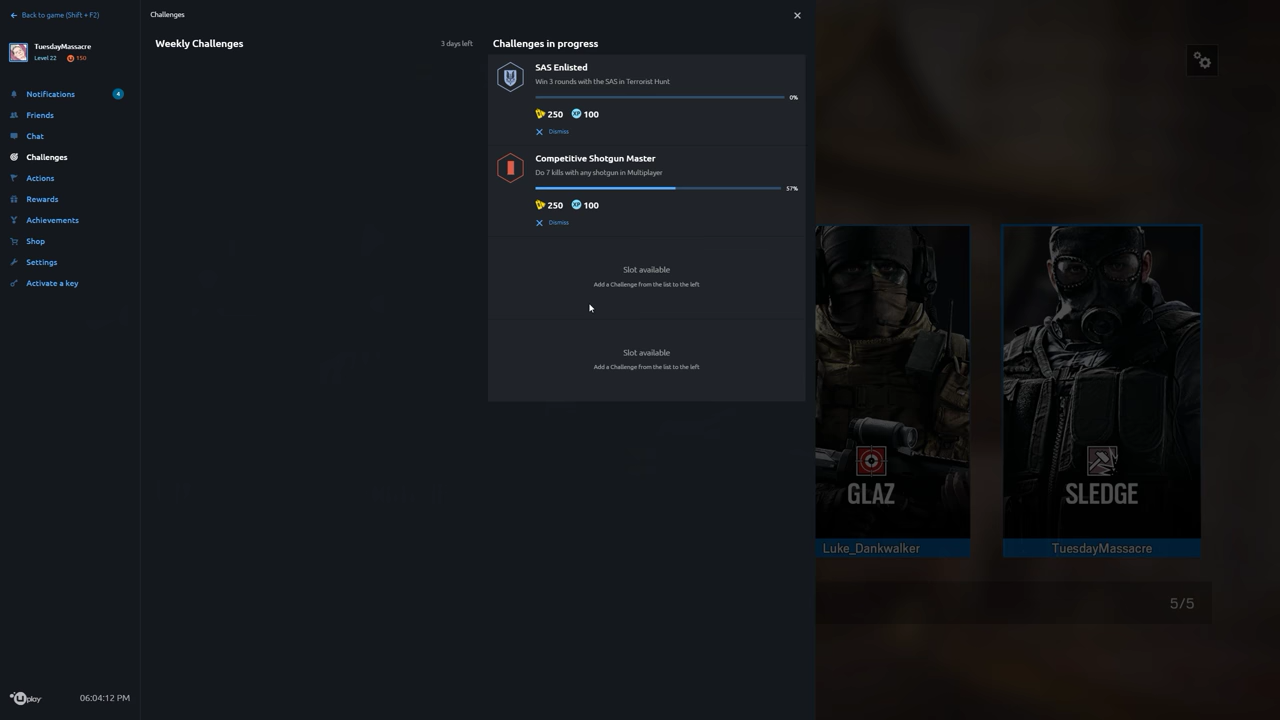 Back to game (Shift + F2)
TuesdayMassacre
Level 22 150
Notifications 4
Friends
Chat
Challenges
Actions
Rewards
Achievements
Shop
Settings
Activate a key
uplay 06:04:12 PM
Challenges
Weekly Challenges 3 days left
Challenges in progress
SAS Enlisted
Win 3 rounds with the SAS in Terrorist Hunt
0%
250 XP 100
Dismiss
Competitive Shotgun Master
Do 7 kills with any shotgun in Multiplayer
57%
250 XP 100
Dismiss
Slot available
Add a Challenge from the list to the left
Slot available
Add a Challenge from the list to the left
GLAZ
Luke_Dankwalker
SLEDGE
TuesdayMassacre
5/5